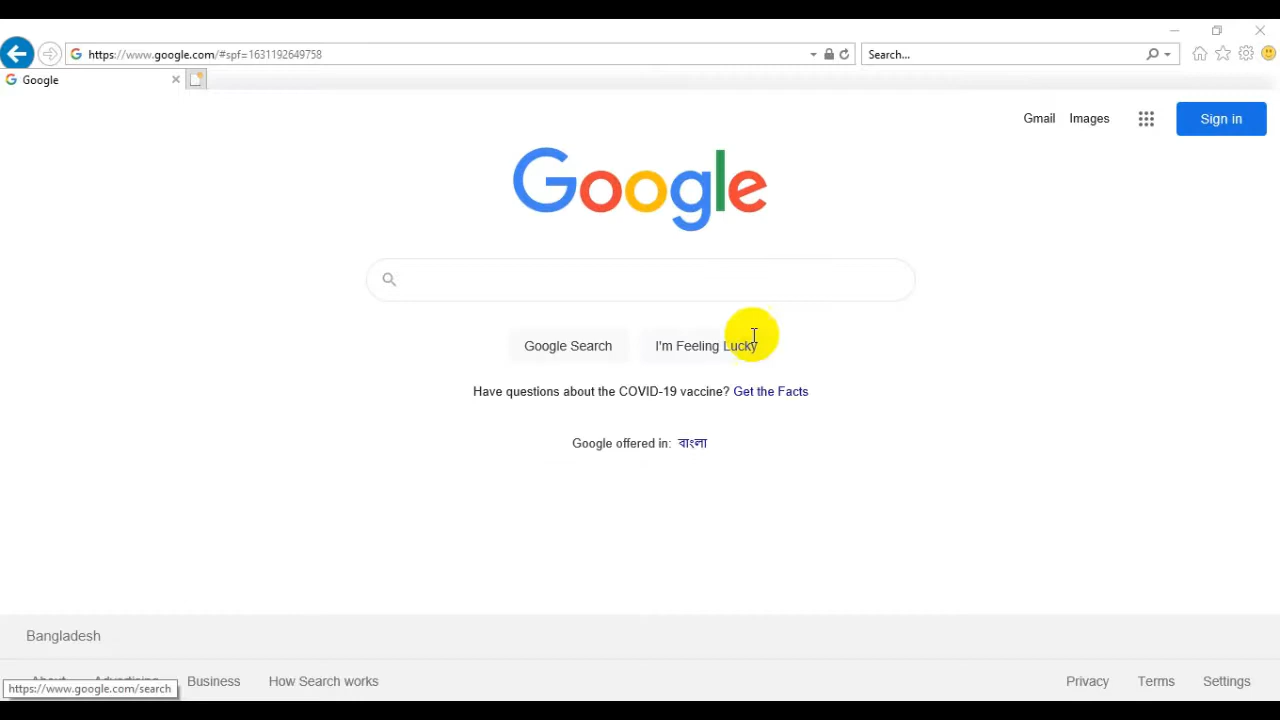 https://www.google.com/#spf=1631192649758
Search...
Google
Gmail Images Sign in
Google
Google Search I'm Feeling Lucky
Have questions about the COVID-19 vaccine? Get the Facts
Google offered in: বাংলা
Bangladesh
About Advertising Business How Search works Privacy Terms Settings
https://www.google.com/search